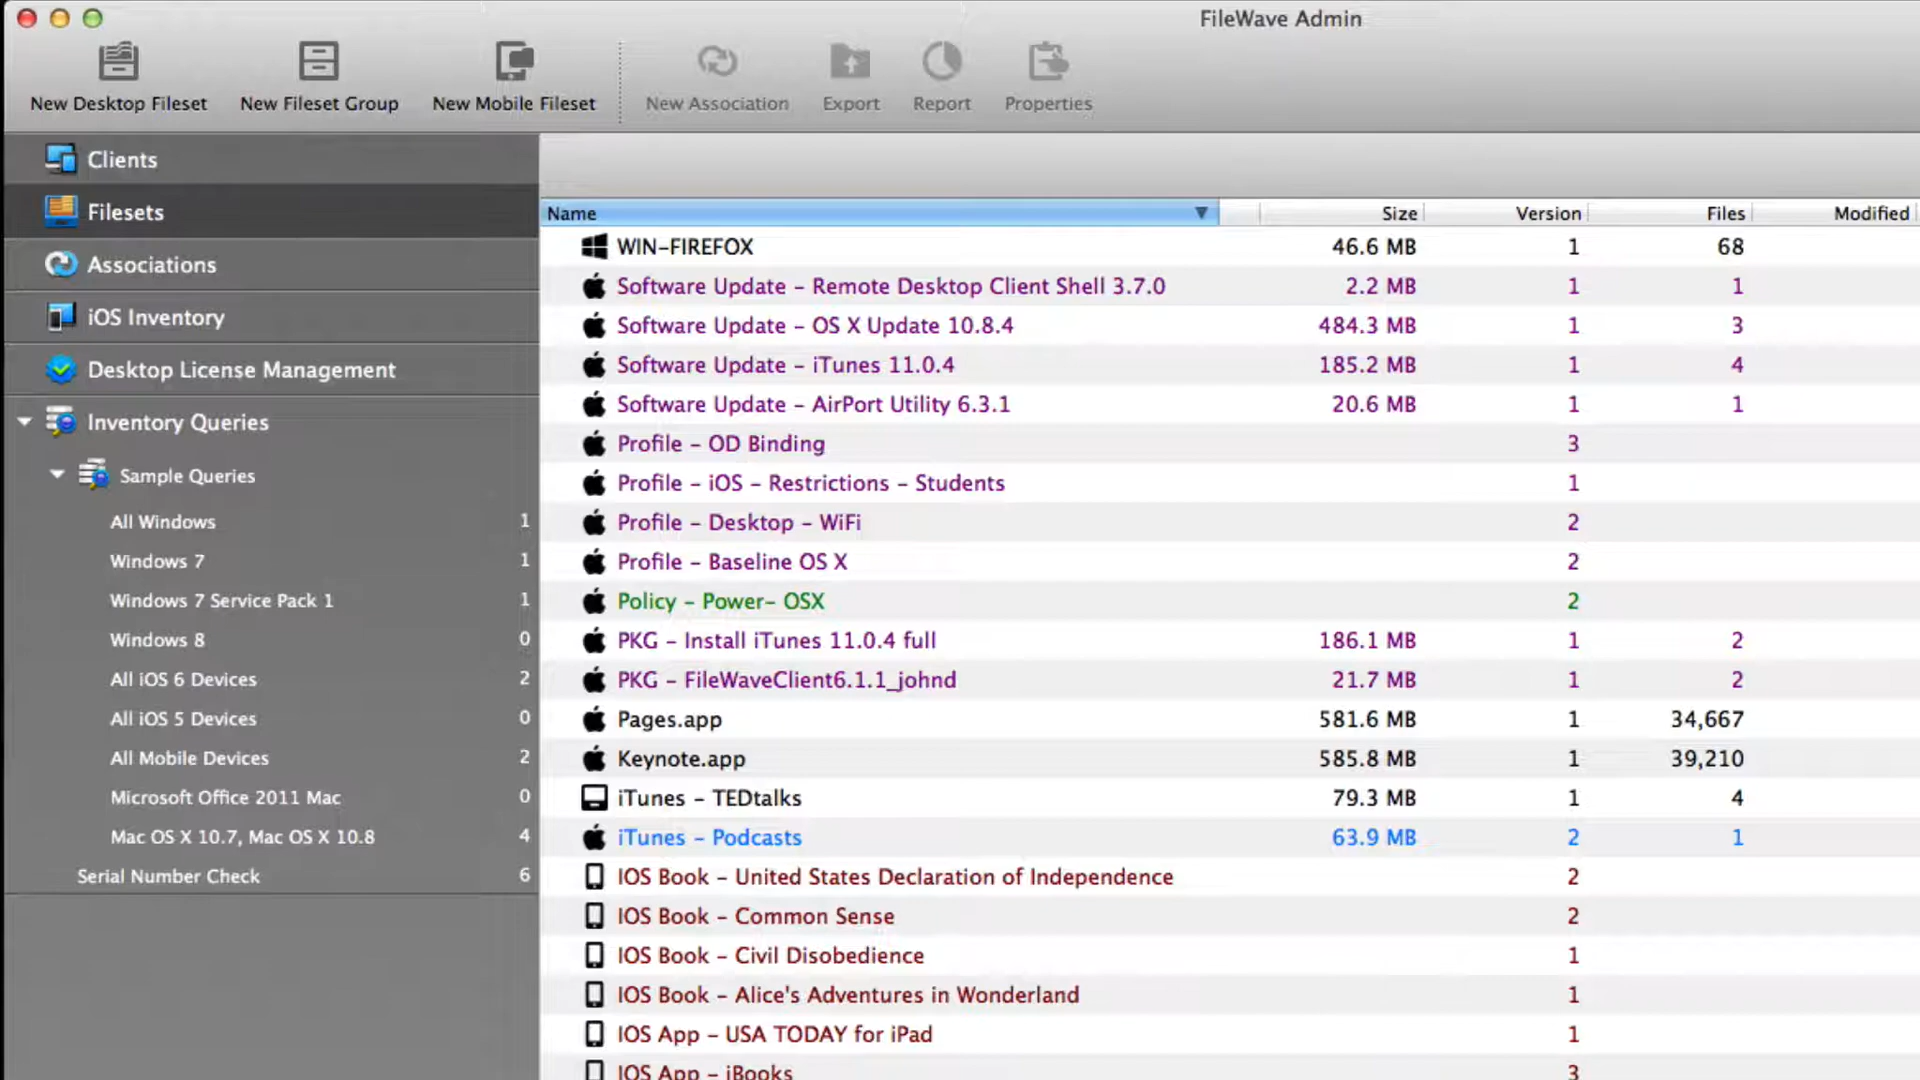 FileWave Admin
New Desktop Fileset New Fileset Group New Mobile Fileset New Association Export Report Properties
Clients
Filesets
Associations
iOS Inventory
Desktop License Management
Inventory Queries
Sample Queries
All Windows 1
Windows 7 1
Windows 7 Service Pack 1 1
Windows 8 0
All iOS 6 Devices 2
All iOS 5 Devices 0
All Mobile Devices 2
Microsoft Office 2011 Mac 0
Mac OS X 10.7, Mac OS X 10.8 4
Serial Number Check 6
Name Size Version Files Modified
WIN-FIREFOX 46.6 MB 1 68
Software Update - Remote Desktop Client Shell 3.7.0 2.2 MB 1 1
Software Update - OS X Update 10.8.4 484.3 MB 1 3
Software Update - iTunes 11.0.4 185.2 MB 1 4
Software Update - AirPort Utility 6.3.1 20.6 MB 1 1
Profile - OD Binding 3
Profile - iOS - Restrictions - Students 1
Profile - Desktop - WiFi 2
Profile - Baseline OS X 2
Policy - Power- OSX 2
PKG - Install iTunes 11.0.4 full 186.1 MB 1 2
PKG - FileWaveClient6.1.1_johnd 21.7 MB 1 2
Pages.app 581.6 MB 1 34,667
Keynote.app 585.8 MB 1 39,210
iTunes - TEDtalks 79.3 MB 1 4
iTunes - Podcasts 63.9 MB 2 1
IOS Book - United States Declaration of Independence 2
IOS Book - Common Sense 2
IOS Book - Civil Disobedience 1
IOS Book - Alice's Adventures in Wonderland 1
IOS App - USA TODAY for iPad 1
IOS App - iBooks 3